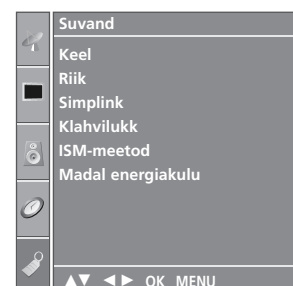 Suvand
Keel
Riik
Simplink
Klahvilukk
ISM-meetod
Madal energiakulu
▲▼ ◄► OK MENU